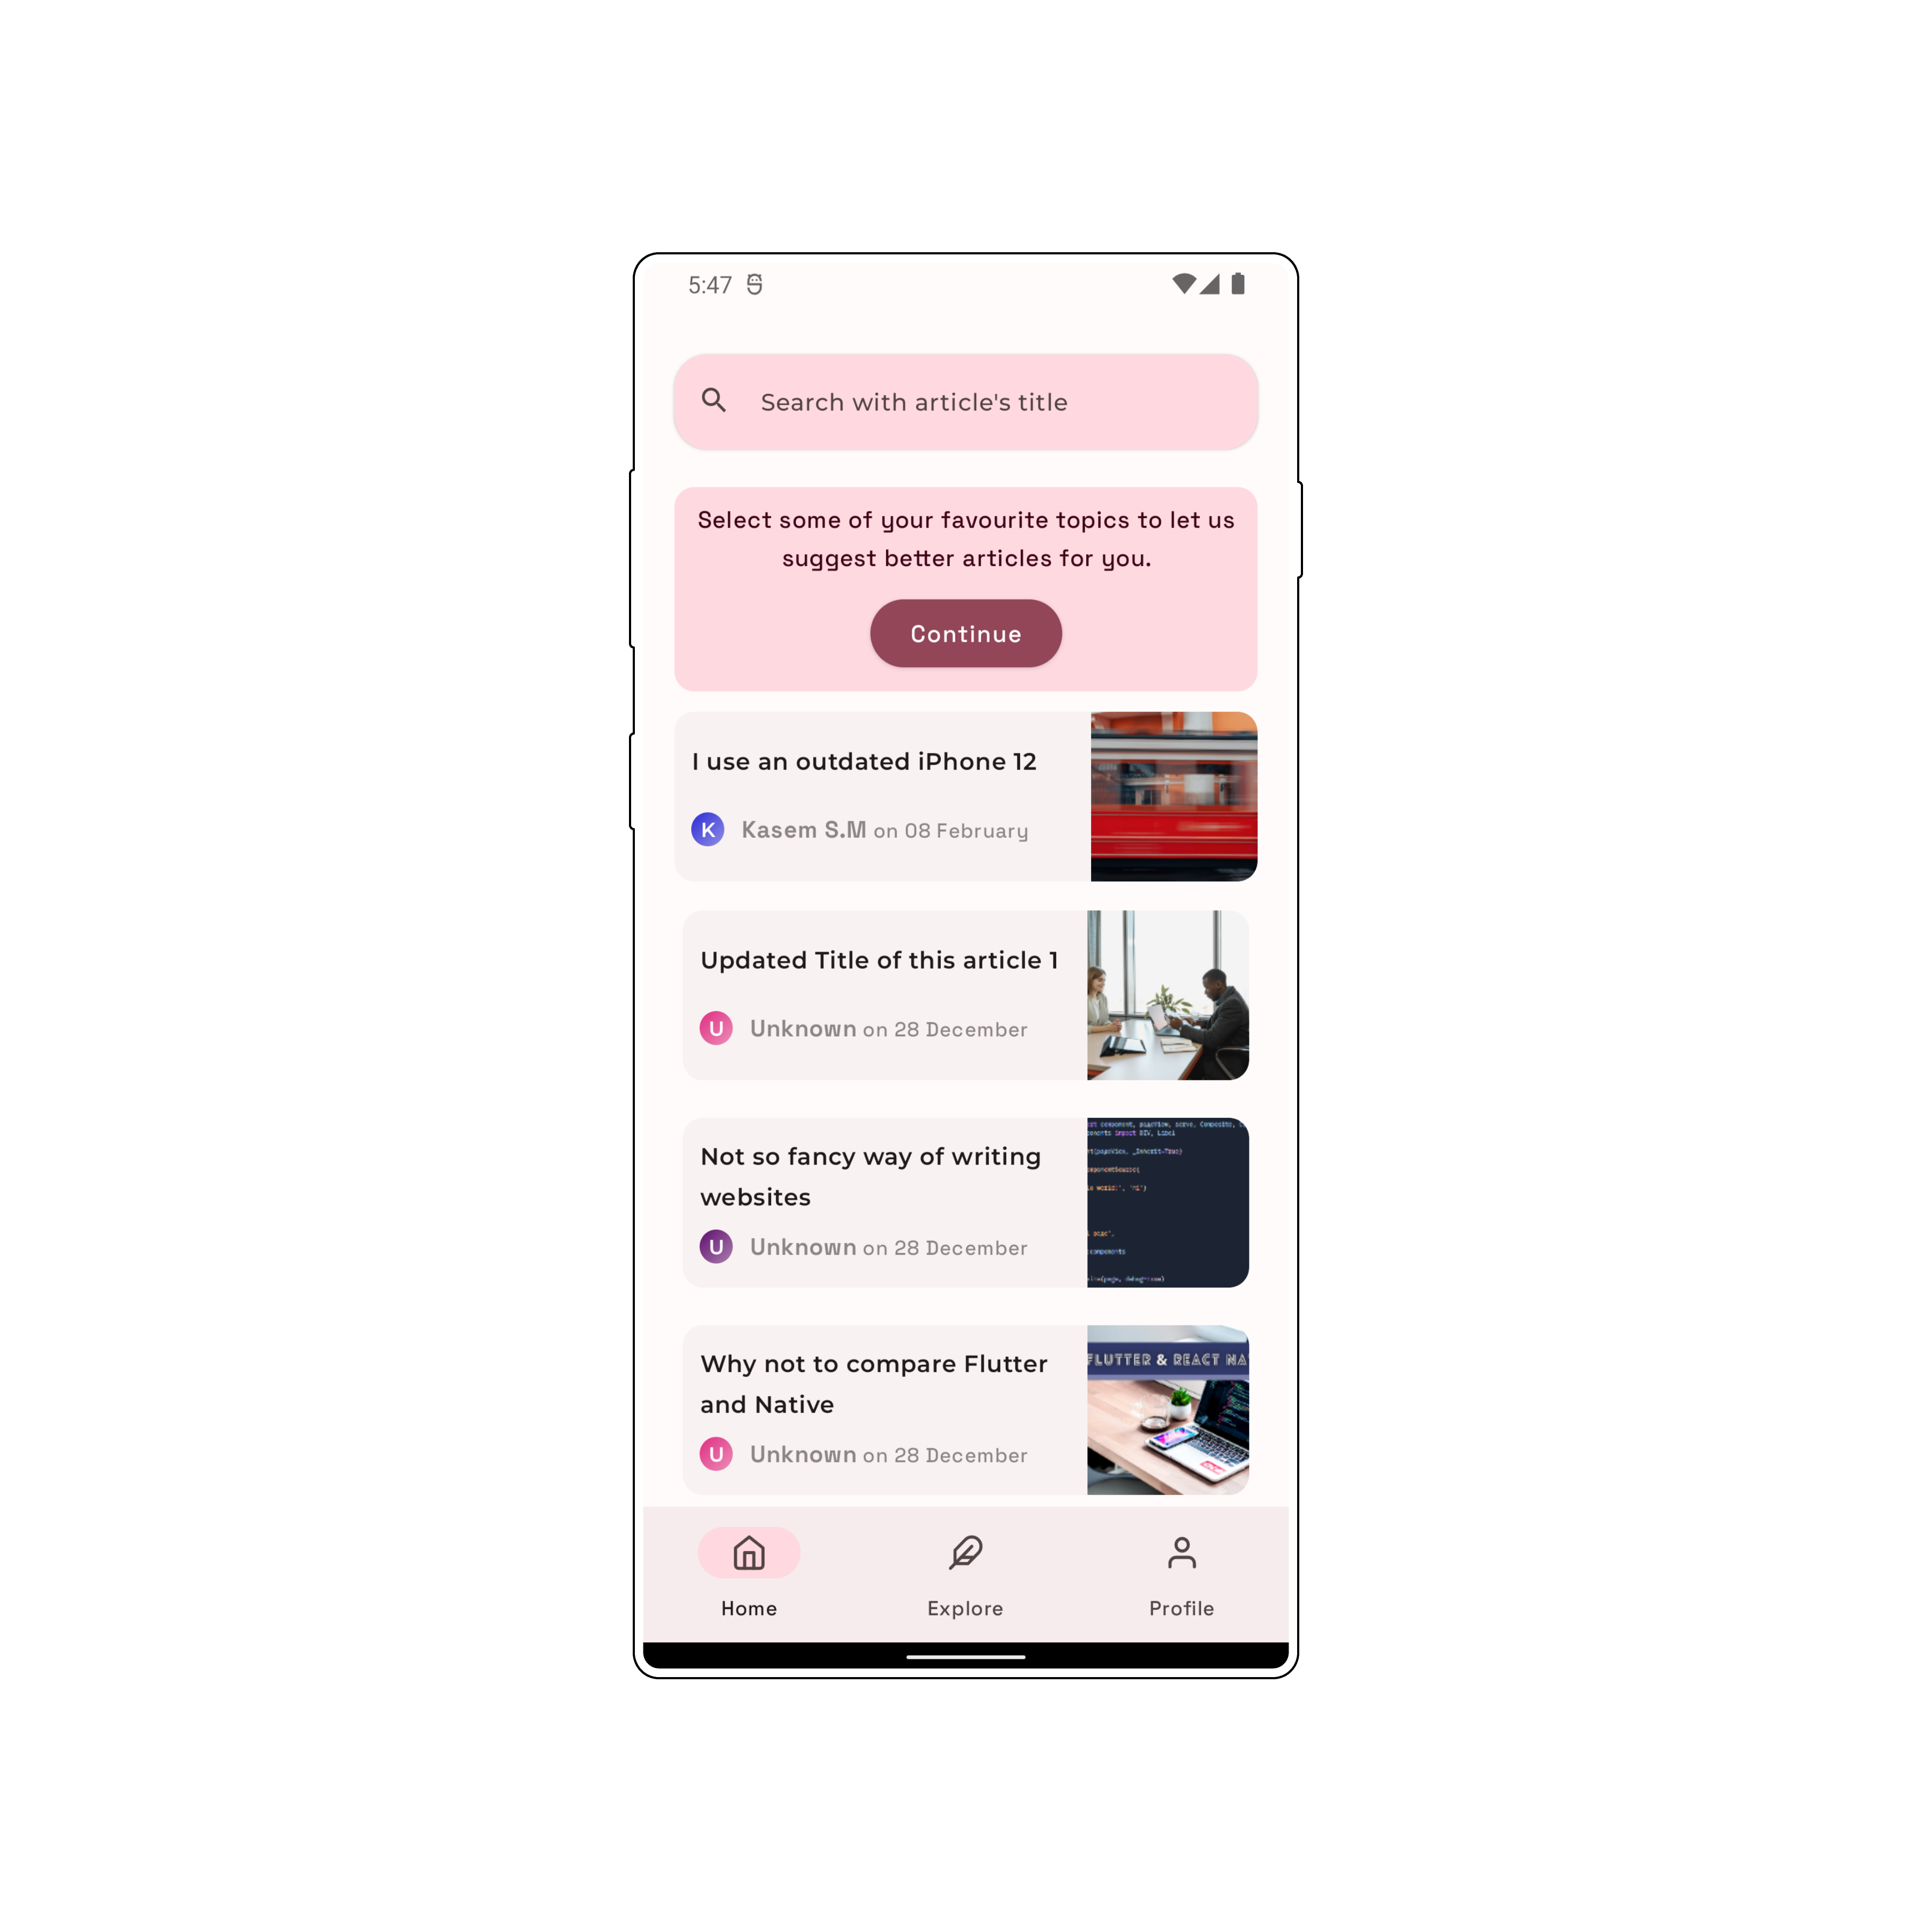 5:47
Search with article's title
Select some of your favourite topics to let us
suggest better articles for you.
Continue
I use an outdated iPhone 12
K Kasem S.M on 08 February
Updated Title of this article 1
U Unknown on 28 December
Not so fancy way of writing
websites
U Unknown on 28 December
Why not to compare Flutter
and Native
U Unknown on 28 December
FLUTTER & REACT NA
Home Explore Profile